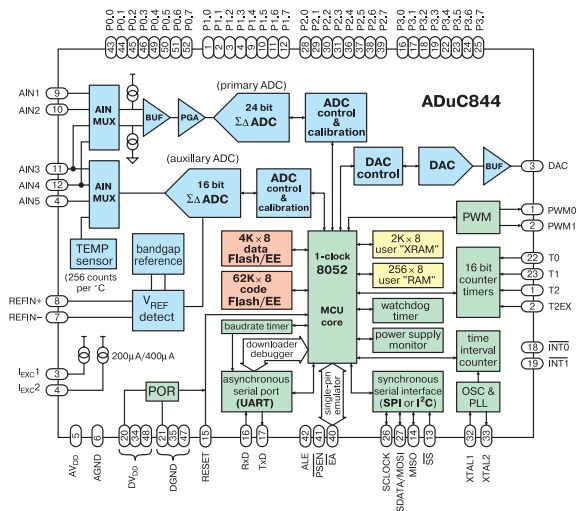 P0.0 P0.1 P0.2 P0.3 P0.4 P0.5 P0.6 P0.7 P1.0 P1.1 P1.2 P1.3 P1.4 P1.5 P1.6 P1.7 P2.0 P2.1 P2.2 P2.3 P2.4 P2.5 P2.6 P2.7 P3.0 P3.1 P3.2 P3.3 P3.4 P3.5 P3.6 P3.7
43 44 45 46 49 50 51 52 1 2 3 4 9 10 11 12 28 29 30 31 36 37 38 39 16 17 18 19 22 23 24 25
(primary ADC)
ADuC844
AIN1 9
AIN2 10
AIN
MUX
BUF
PGA
24 bit
ΣΔ ADC
ADC
control
&
calibration
(auxillary ADC)
AIN3 11
AIN4 12
AIN5 4
AIN
MUX
16 bit
ΣΔ ADC
ADC
control
&
calibration
DAC
control
DAC
BUF
3 DAC
PWM
1 PWM0
2 PWM1
TEMP
sensor
(256 counts
per °C
bandgap
reference
VREF
detect
REFIN+ 8
REFIN- 7
4K×8
data
Flash/EE
62K×8
code
Flash/EE
1-clock
8052
MCU
core
2K×8
user "XRAM"
256×8
user "RAM"
watchdog
timer
power supply
monitor
16 bit
counter
timers
22 T0
23 T1
1 T2
2 T2EX
baudrate timer
downloader
debugger
time
interval
counter
18 INT0
19 INT1
IEXC1 3
IEXC2 4
200µA/400µA
POR
asynchronous
serial port
(UART)
single-pin
emulator
synchronous
serial interface
(SPI or I²C)
OSC &
PLL
5 6 20 34 48 21 35 47 15 16 17 42 41 40 26 27 14 13 32 33
AVDD AGND DVDD DGND RESET RxD TxD ALE PSEN EA SCLOCK SDATA/MOSI MISO SS XTAL1 XTAL2